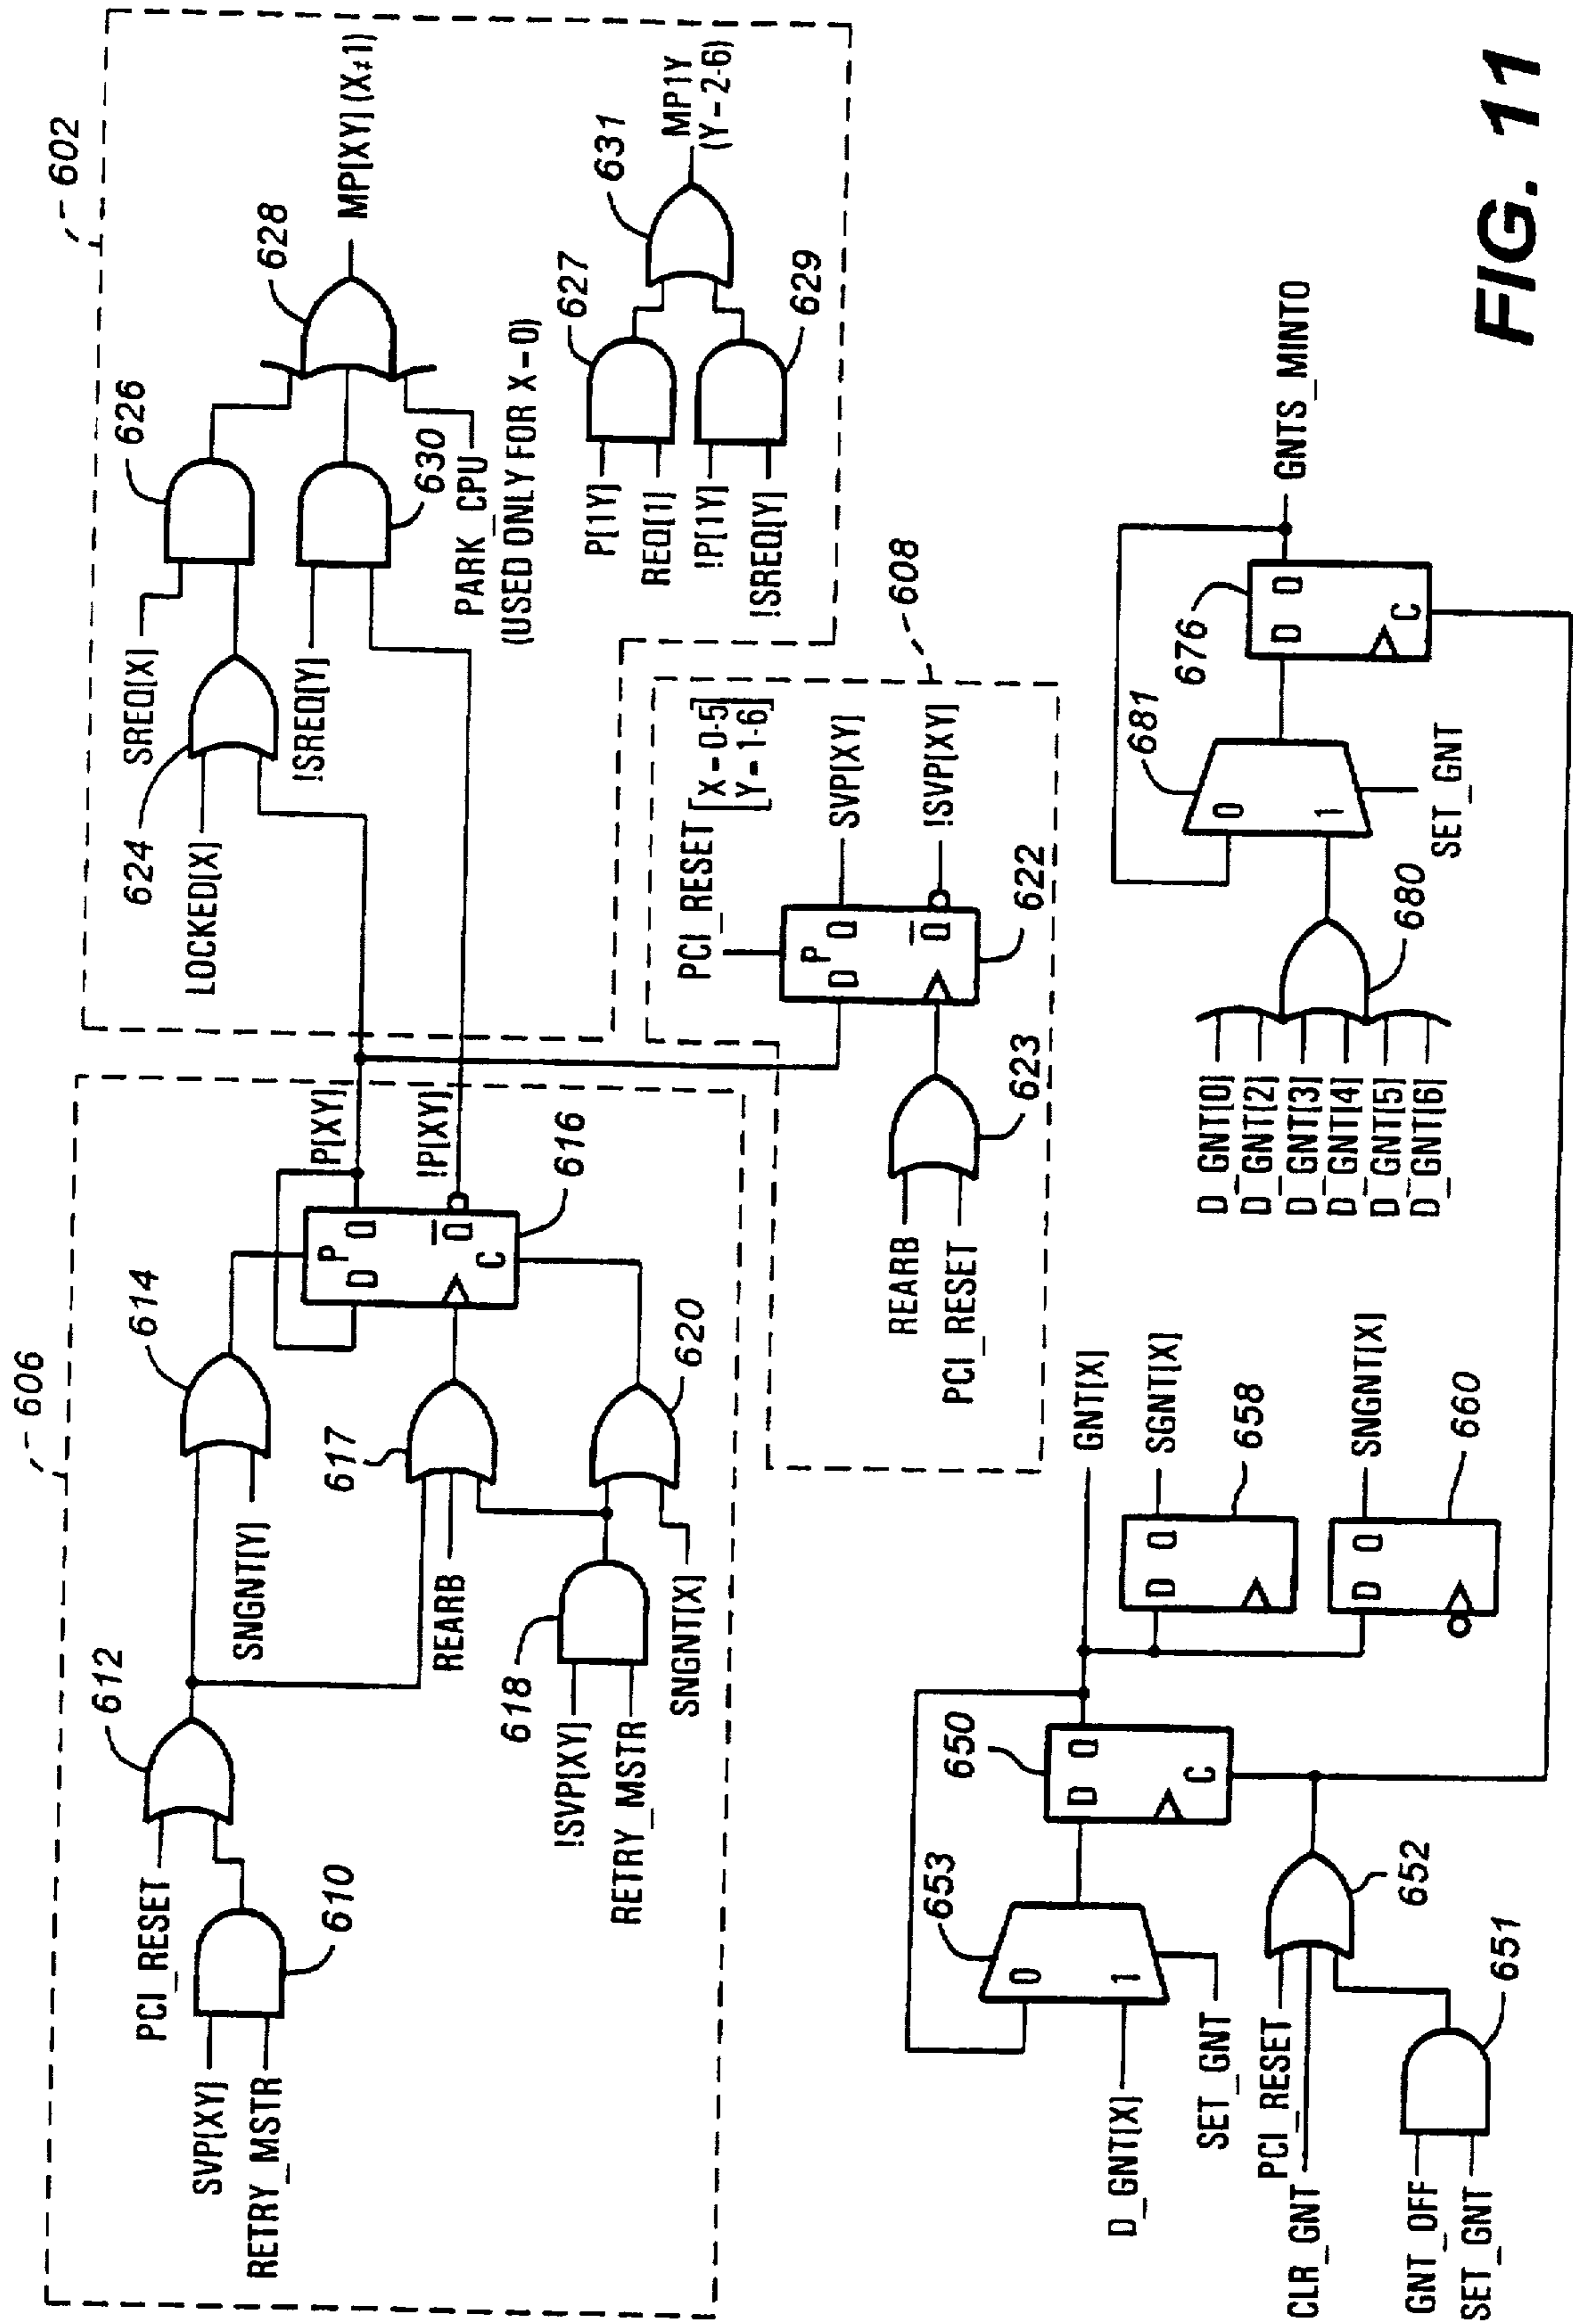 606
602
PCI_RESET
612
SVP[XY]
RETRY_MSTR
610
SNGNT[Y]
614
REARB
617
!SVP[XY]
RETRY_MSTR
618
SNGNT[X]
620
P
D Q
Q
C
616
P[XY]
!P[XY]
LOCKED[X]
624
SREQ[X]
626
!SREQ[Y]
630
628
MP[XY] (X≠1)
PARK_CPU
(USED ONLY FOR X=0)
P[1Y]
REQ[1]
627
!P[1Y]
!SREQ[Y]
629
631
MP1Y
(Y=2-6)
608
REARB
PCI_RESET
623
PCI_RESET
[X=0-5]
[Y=1-6]
P
D Q
Q
622
SVP[XY]
!SVP[XY]
D_GNT[X]
0
1
653
SET_GNT
PCI_RESET
CLR_GNT
GNT_OFF
SET_GNT
651
652
D Q
C
650
GNT[X]
D Q
658
SGNT[X]
D Q
660
SNGNT[X]
D_GNT[0]
D_GNT[2]
D_GNT[3]
D_GNT[4]
D_GNT[5]
D_GNT[6]
680
0
1
681
SET_GNT
D Q
C
676
GNTS_MINTO
FIG. 11